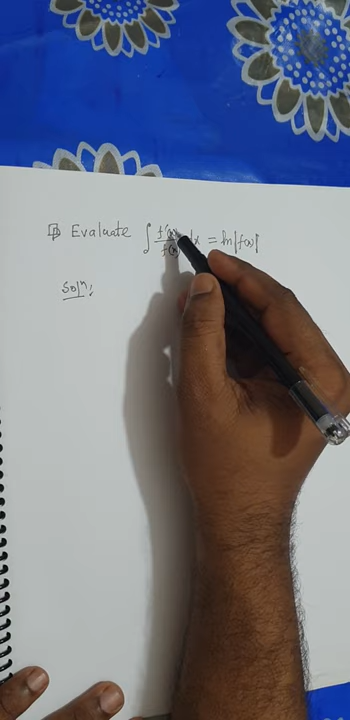 Evaluate ∫ f'(x)/f(x) dx = ln|f(x)|
Solⁿ: